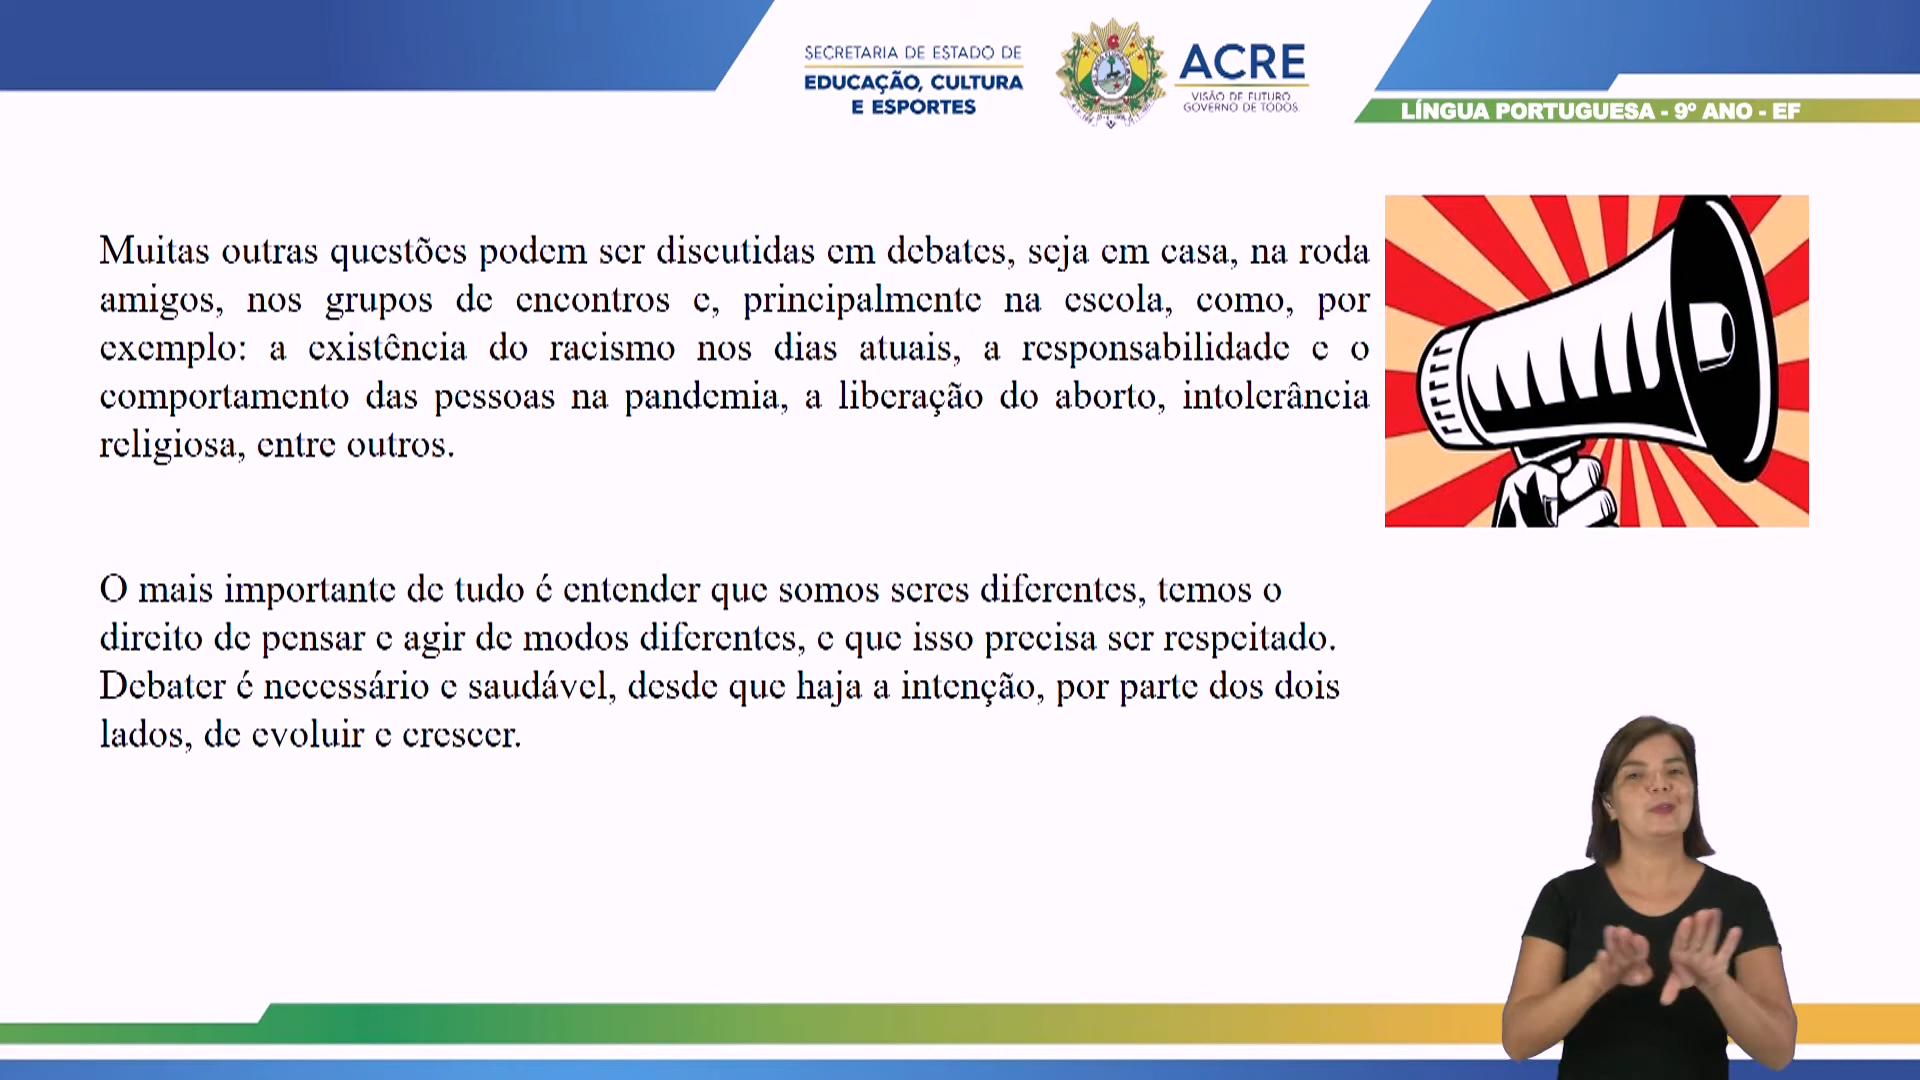 SECRETARIA DE ESTADO DE
EDUCAÇÃO, CULTURA
E ESPORTES
ACRE
VISÃO DE FUTURO
GOVERNO DE TODOS
LÍNGUA PORTUGUESA - 9º ANO - EF
Muitas outras questões podem ser discutidas em debates, seja em casa, na roda
amigos, nos grupos de encontros e, principalmente na escola, como, por
exemplo: a existência do racismo nos dias atuais, a responsabilidade e o
comportamento das pessoas na pandemia, a liberação do aborto, intolerância
religiosa, entre outros.
O mais importante de tudo é entender que somos seres diferentes, temos o
direito de pensar e agir de modos diferentes, e que isso precisa ser respeitado.
Debater é necessário e saudável, desde que haja a intenção, por parte dos dois
lados, de evoluir e crescer.